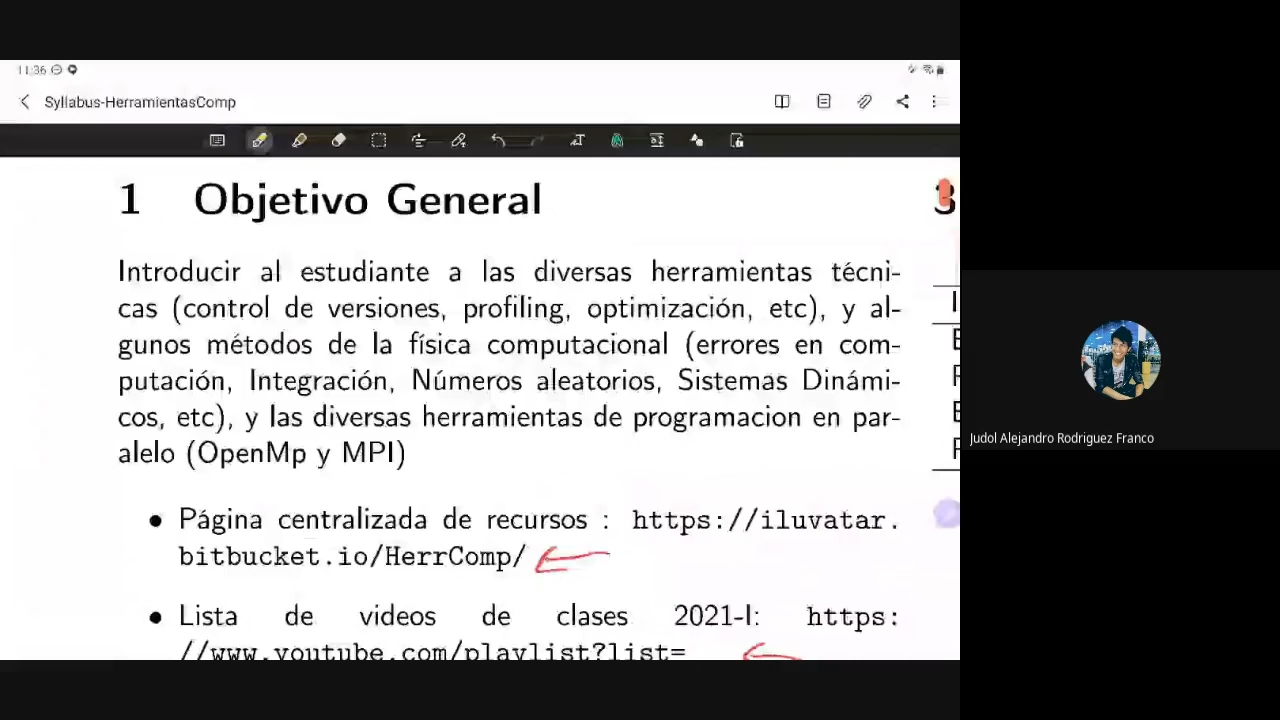 11:36
Syllabus-HerramientasComp
1 Objetivo General
Introducir al estudiante a las diversas herramientas técni-
cas (control de versiones, profiling, optimización, etc), y al-
gunos métodos de la física computacional (errores en com-
putación, Integración, Números aleatorios, Sistemas Dinámi-
cos, etc), y las diversas herramientas de programacion en par-
alelo (OpenMp y MPI)
• Página centralizada de recursos : https://iluvatar.
bitbucket.io/HerrComp/
• Lista de videos de clases 2021-I: https:
//www.youtube.com/playlist?list=
3
Judol Alejandro Rodriguez Franco